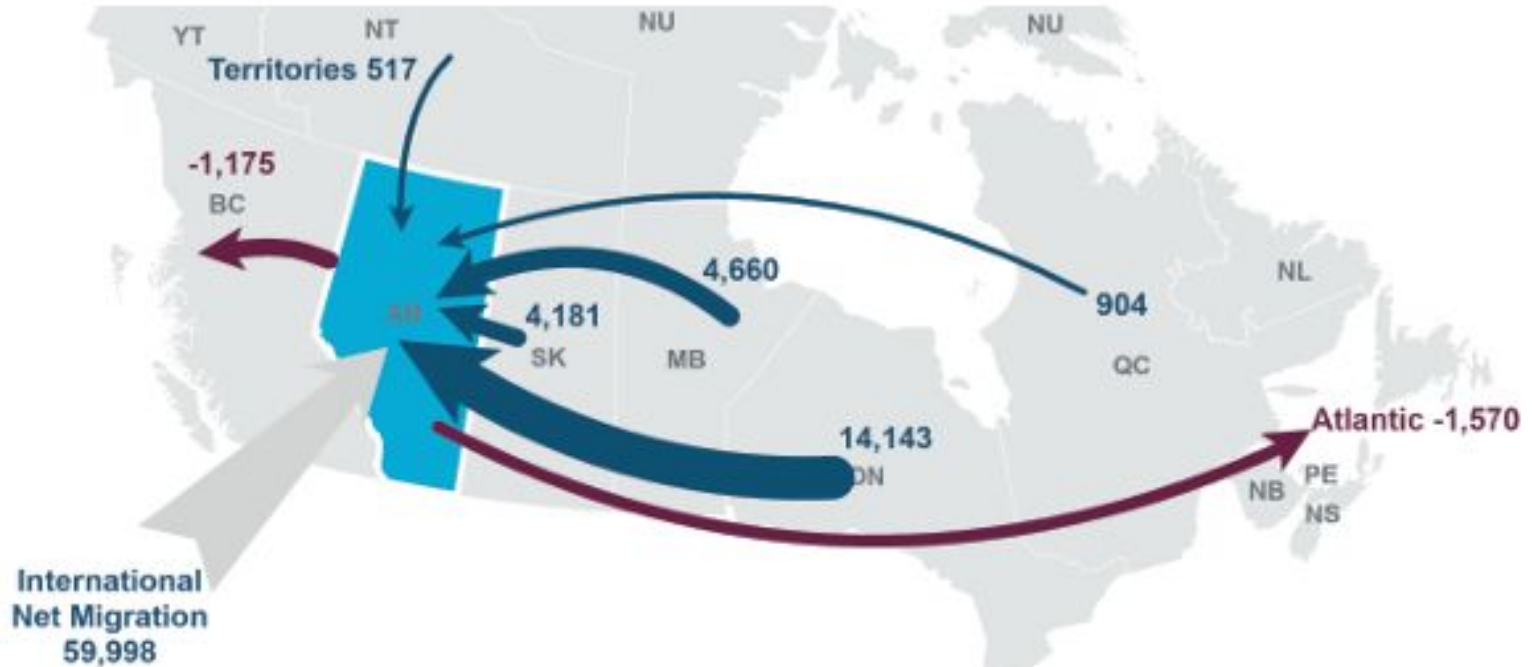 YT
NT
NU
NU
Territories 517
-1,175
BC
4,660
NL
904
AB
4,181
SK
MB
QC
Atlantic -1,570
14,143
ON
PE
NB
NS
International
Net Migration
59,998